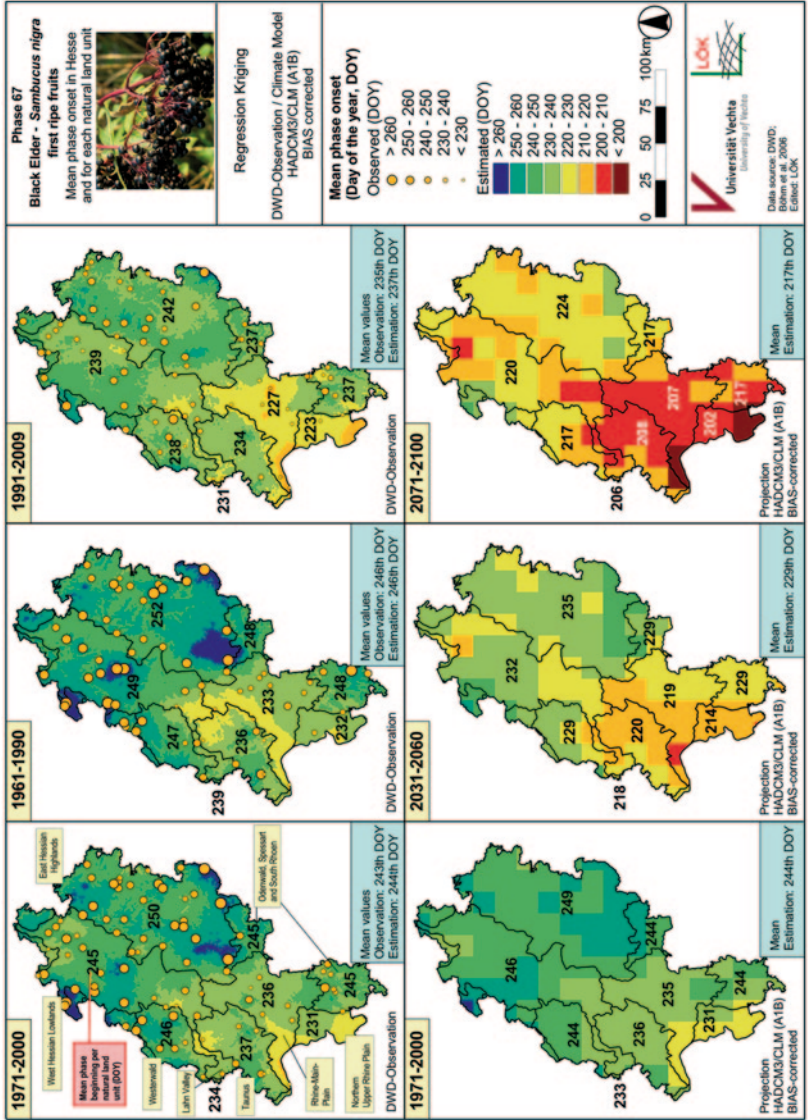 1971-2000
East Hessian
Highlands
West Hessian Lowlands
Mean phase
beginning per
natural land
unit (DOY)
Westerwald
Lahn Valley
Taunus
Rhine-Main-
Plain
Northern
Upper Rhine Plain
Odenwald, Spessart
and South Rhoen
245
250
246
234
237
236
245
231
245
DWD-Observation
Mean values
Observation: 243th DOY
Estimation: 244th DOY
1961-1990
249
252
247
239
236
233
248
232
248
DWD-Observation
Mean values
Observation: 246th DOY
Estimation: 246th DOY
1991-2009
239
242
238
231
234
227
237
223
237
DWD-Observation
Mean values
Observation: 235th DOY
Estimation: 237th DOY
Phase 67
Black Elder - Sambucus nigra
first ripe fruits
Mean phase onset in Hesse
and for each natural land unit
Regression Kriging
DWD-Observation / Climate Model
HADCM3/CLM (A1B)
BIAS corrected
Mean phase onset
(Day of the year, DOY)
Observed (DOY)
> 260
250 - 260
240 - 250
230 - 240
< 230
Estimated (DOY)
> 260
250-260
240-250
230-240
220-230
210-220
200-210
< 200
0 25 50 75 100 km
Universität Vechta
University of Vechta
LÖK
Data source: DWD;
Böhm et al. 2006
Edited: LÖK
1971-2000
246
249
244
233
236
235
244
231
244
Projection
HADCM3/CLM (A1B)
BIAS-corrected
Mean
Estimation: 244th DOY
2031-2060
232
235
229
218
220
219
229
214
229
Projection
HADCM3/CLM (A1B)
BIAS-corrected
Mean
Estimation: 229th DOY
2071-2100
220
224
217
206
208
207
217
202
217
Projection
HADCM3/CLM (A1B)
BIAS-corrected
Mean
Estimation: 217th DOY